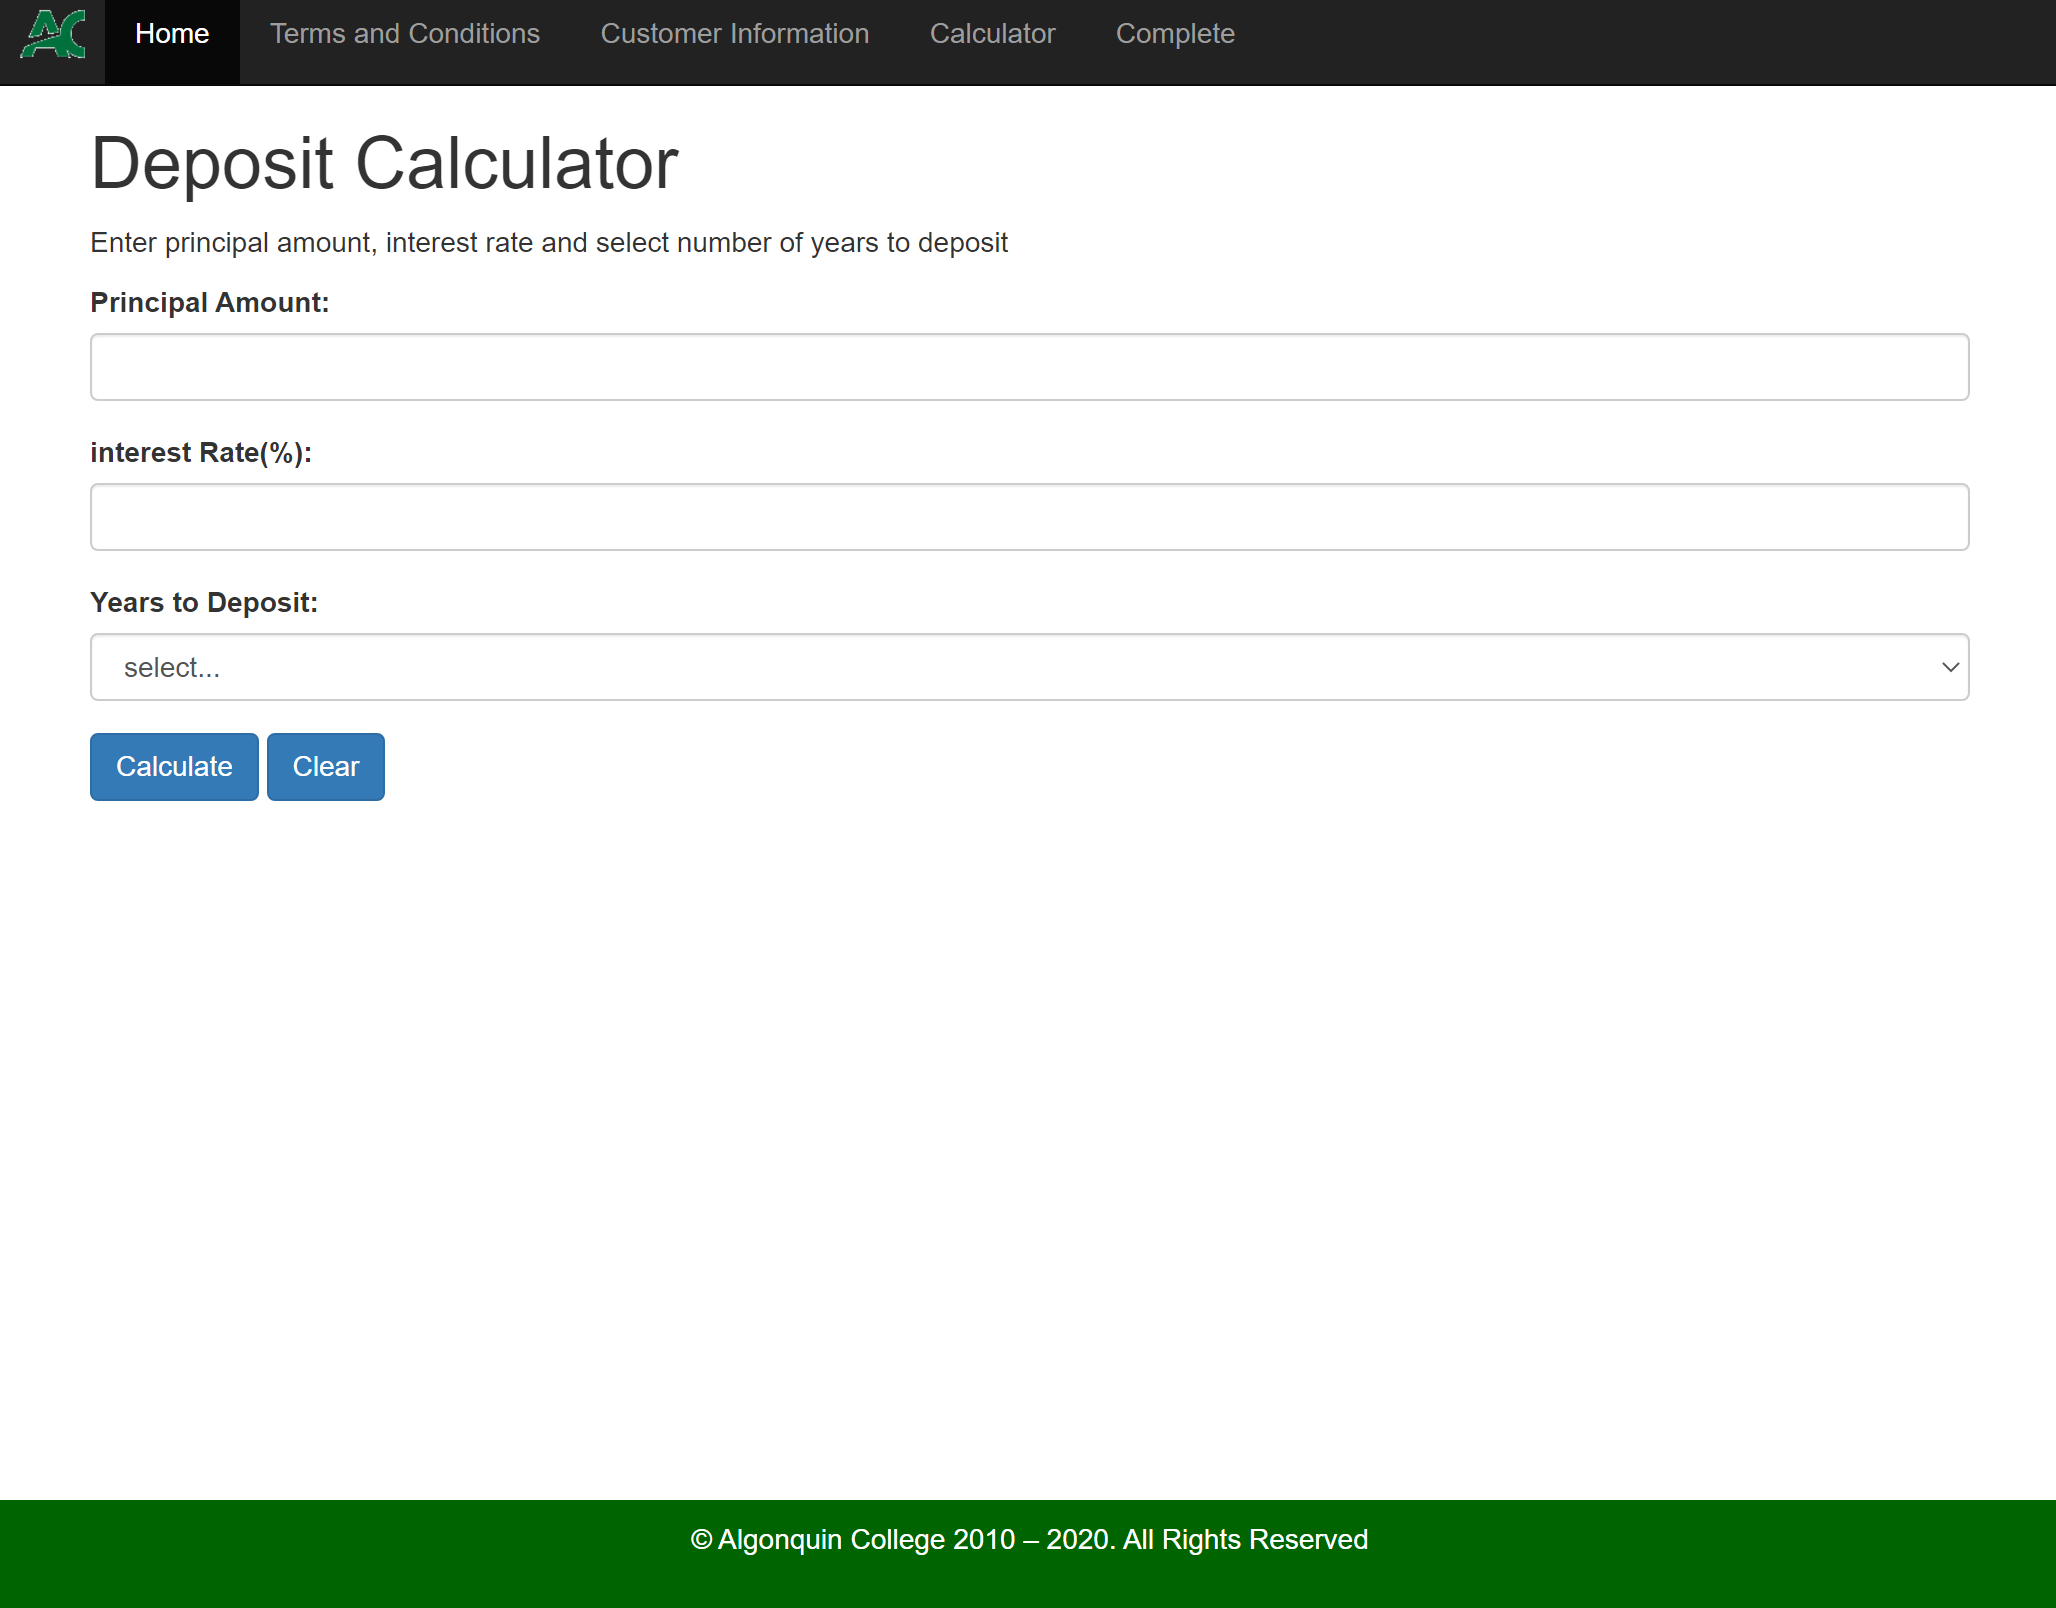 AC
Home Terms and Conditions Customer Information Calculator Complete
Deposit Calculator
Enter principal amount, interest rate and select number of years to deposit
Principal Amount:
interest Rate(%):
Years to Deposit:
select...
Calculate Clear
© Algonquin College 2010 – 2020. All Rights Reserved